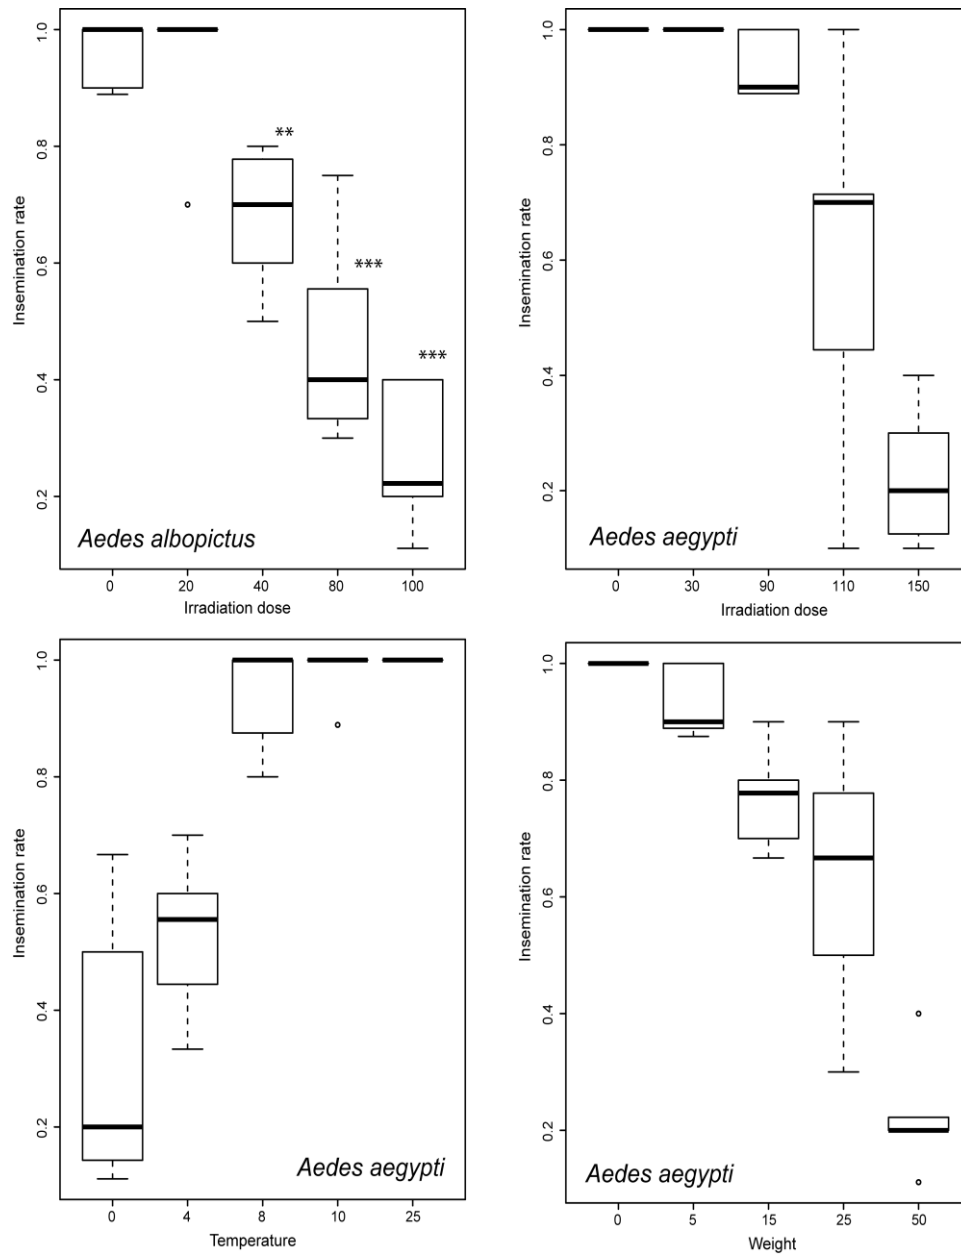 1.0
0.8
0.6
0.4
0.2
Insemination rate
**
***
***
Aedes albopictus
0 20 40 80 100
Irradiation dose
1.0
0.8
0.6
0.4
0.2
Insemination rate
Aedes aegypti
0 30 90 110 150
Irradiation dose
1.0
0.8
0.6
0.4
0.2
Insemination rate
Aedes aegypti
0 4 8 10 25
Temperature
1.0
0.8
0.6
0.4
0.2
Insemination rate
Aedes aegypti
0 5 15 25 50
Weight